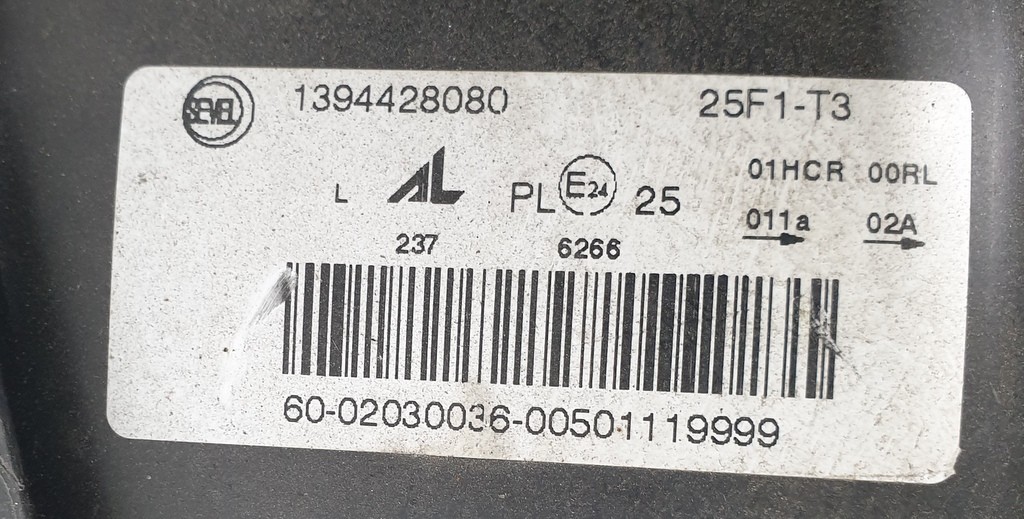 SEVEL 1394428080 25F1-T3
01HCR 00RL
L AL PL E24 25
011a 02A
237 6266
60-02030036-00501119999